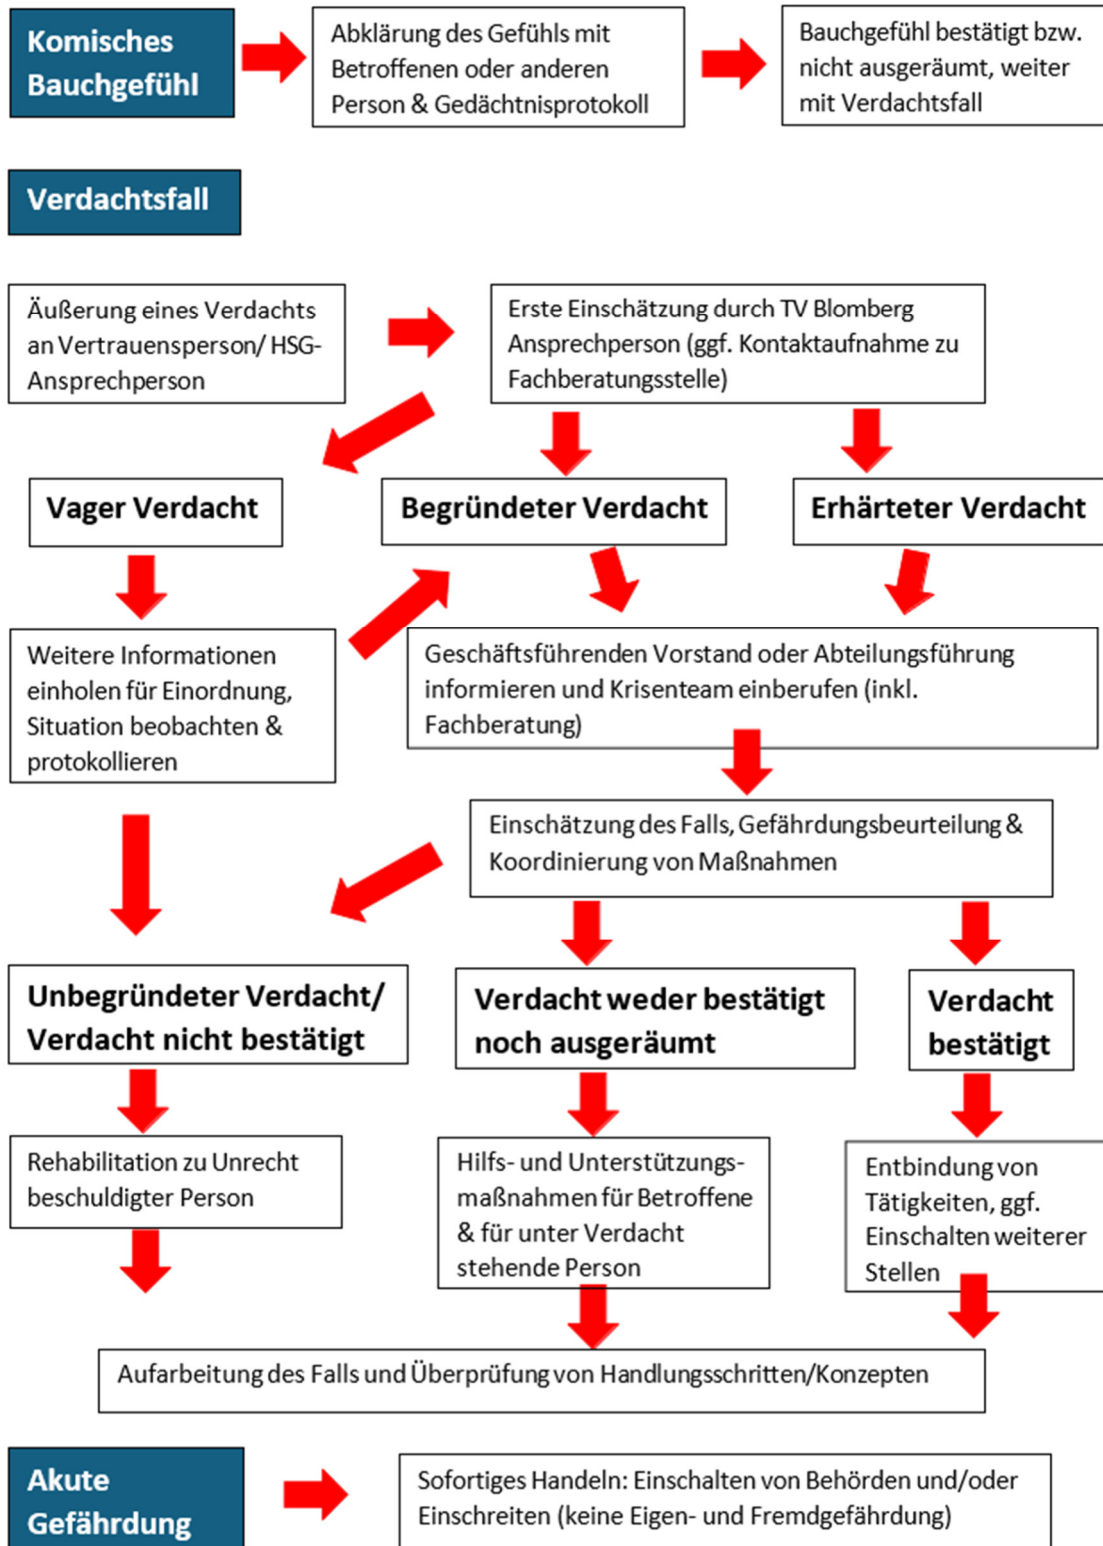 Komisches
Bauchgefühl
Abklärung des Gefühls mit
Betroffenen oder anderen
Person & Gedächtnisprotokoll
Bauchgefühl bestätigt bzw.
nicht ausgeräumt, weiter
mit Verdachtsfall
Verdachtsfall
Äußerung eines Verdachts
an Vertrauensperson/ HSG-
Ansprechperson
Erste Einschätzung durch TV Blomberg
Ansprechperson (ggf. Kontaktaufnahme zu
Fachberatungsstelle)
Vager Verdacht
Begründeter Verdacht
Erhärteter Verdacht
Weitere Informationen
einholen für Einordnung,
Situation beobachten &
protokollieren
Geschäftsführenden Vorstand oder Abteilungsführung
informieren und Krisenteam einberufen (inkl.
Fachberatung)
Einschätzung des Falls, Gefährdungsbeurteilung &
Koordinierung von Maßnahmen
Unbegründeter Verdacht/
Verdacht nicht bestätigt
Verdacht weder bestätigt
noch ausgeräumt
Verdacht
bestätigt
Rehabilitation zu Unrecht
beschuldigter Person
Hilfs- und Unterstützungs-
maßnahmen für Betroffene
& für unter Verdacht
stehende Person
Entbindung von
Tätigkeiten, ggf.
Einschalten weiterer
Stellen
Aufarbeitung des Falls und Überprüfung von Handlungsschritten/Konzepten
Akute
Gefährdung
Sofortiges Handeln: Einschalten von Behörden und/oder
Einschreiten (keine Eigen- und Fremdgefährdung)